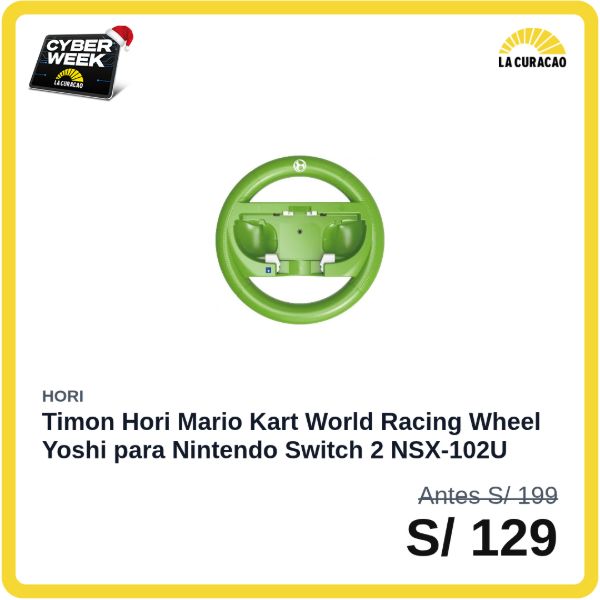 CYBER
WEEK
LA CURACAO
LA CURACAO
HORI
Timon Hori Mario Kart World Racing Wheel
Yoshi para Nintendo Switch 2 NSX-102U
Antes S/ 199
S/ 129